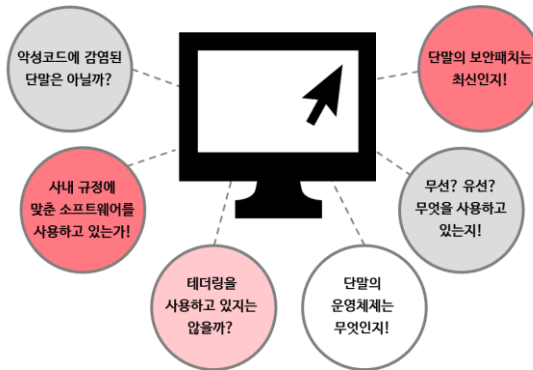 악성코드에 감염된
단말은 아닐까?
단말의 보안패치는
최신인지!
사내 규정에
맞춘 소프트웨어를
사용하고 있는가!
무선? 유선?
무엇을 사용하고
있는지!
테더링을
사용하고 있지는
않을까?
단말의
운영체제는
무엇인지!